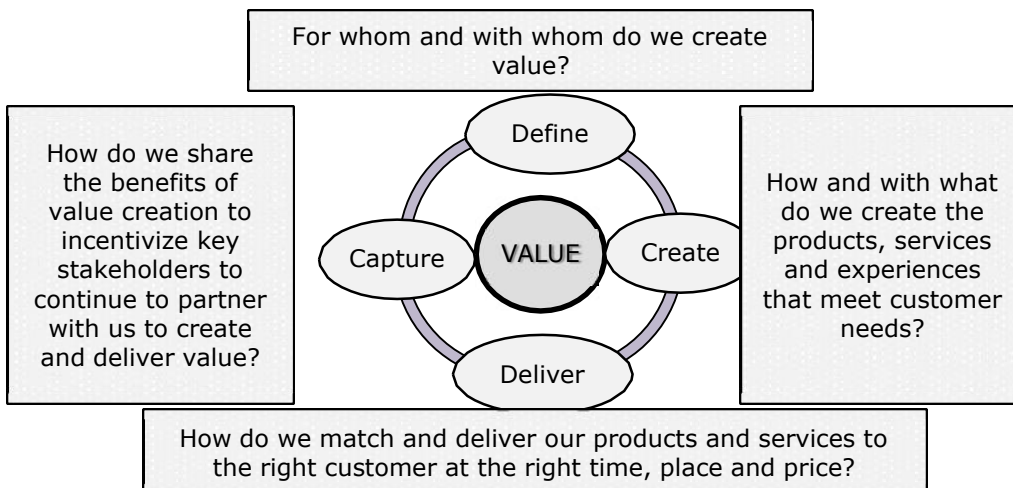 For whom and with whom do we create
value?
Define
How do we share
the benefits of
value creation to
incentivize key
stakeholders to
continue to partner
with us to create
and deliver value?
Capture
VALUE
Create
How and with what
do we create the
products, services
and experiences
that meet customer
needs?
Deliver
How do we match and deliver our products and services to
the right customer at the right time, place and price?